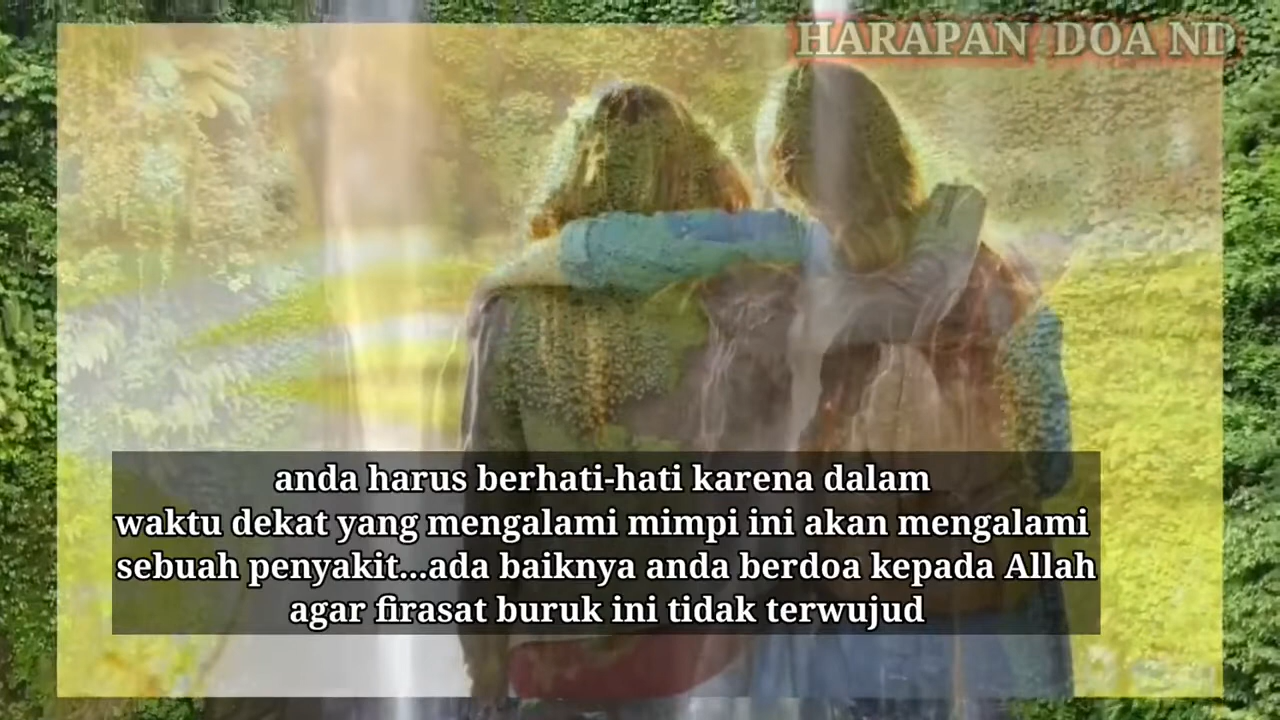 HARAPAN DOA ND
anda harus berhati-hati karena dalam
waktu dekat yang mengalami mimpi ini akan mengalami
sebuah penyakit...ada baiknya anda berdoa kepada Allah
agar firasat buruk ini tidak terwujud